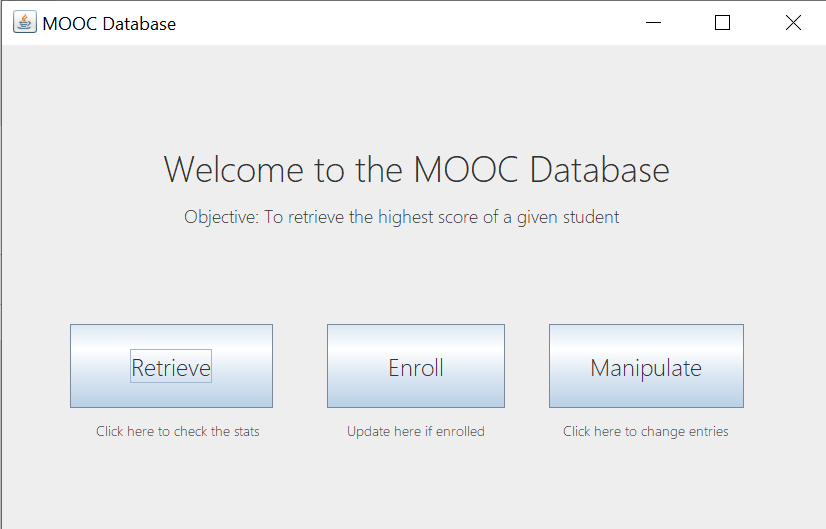 MOOC Database
Welcome to the MOOC Database
Objective: To retrieve the highest score of a given student
Retrieve
Enroll
Manipulate
Click here to check the stats
Update here if enrolled
Click here to change entries